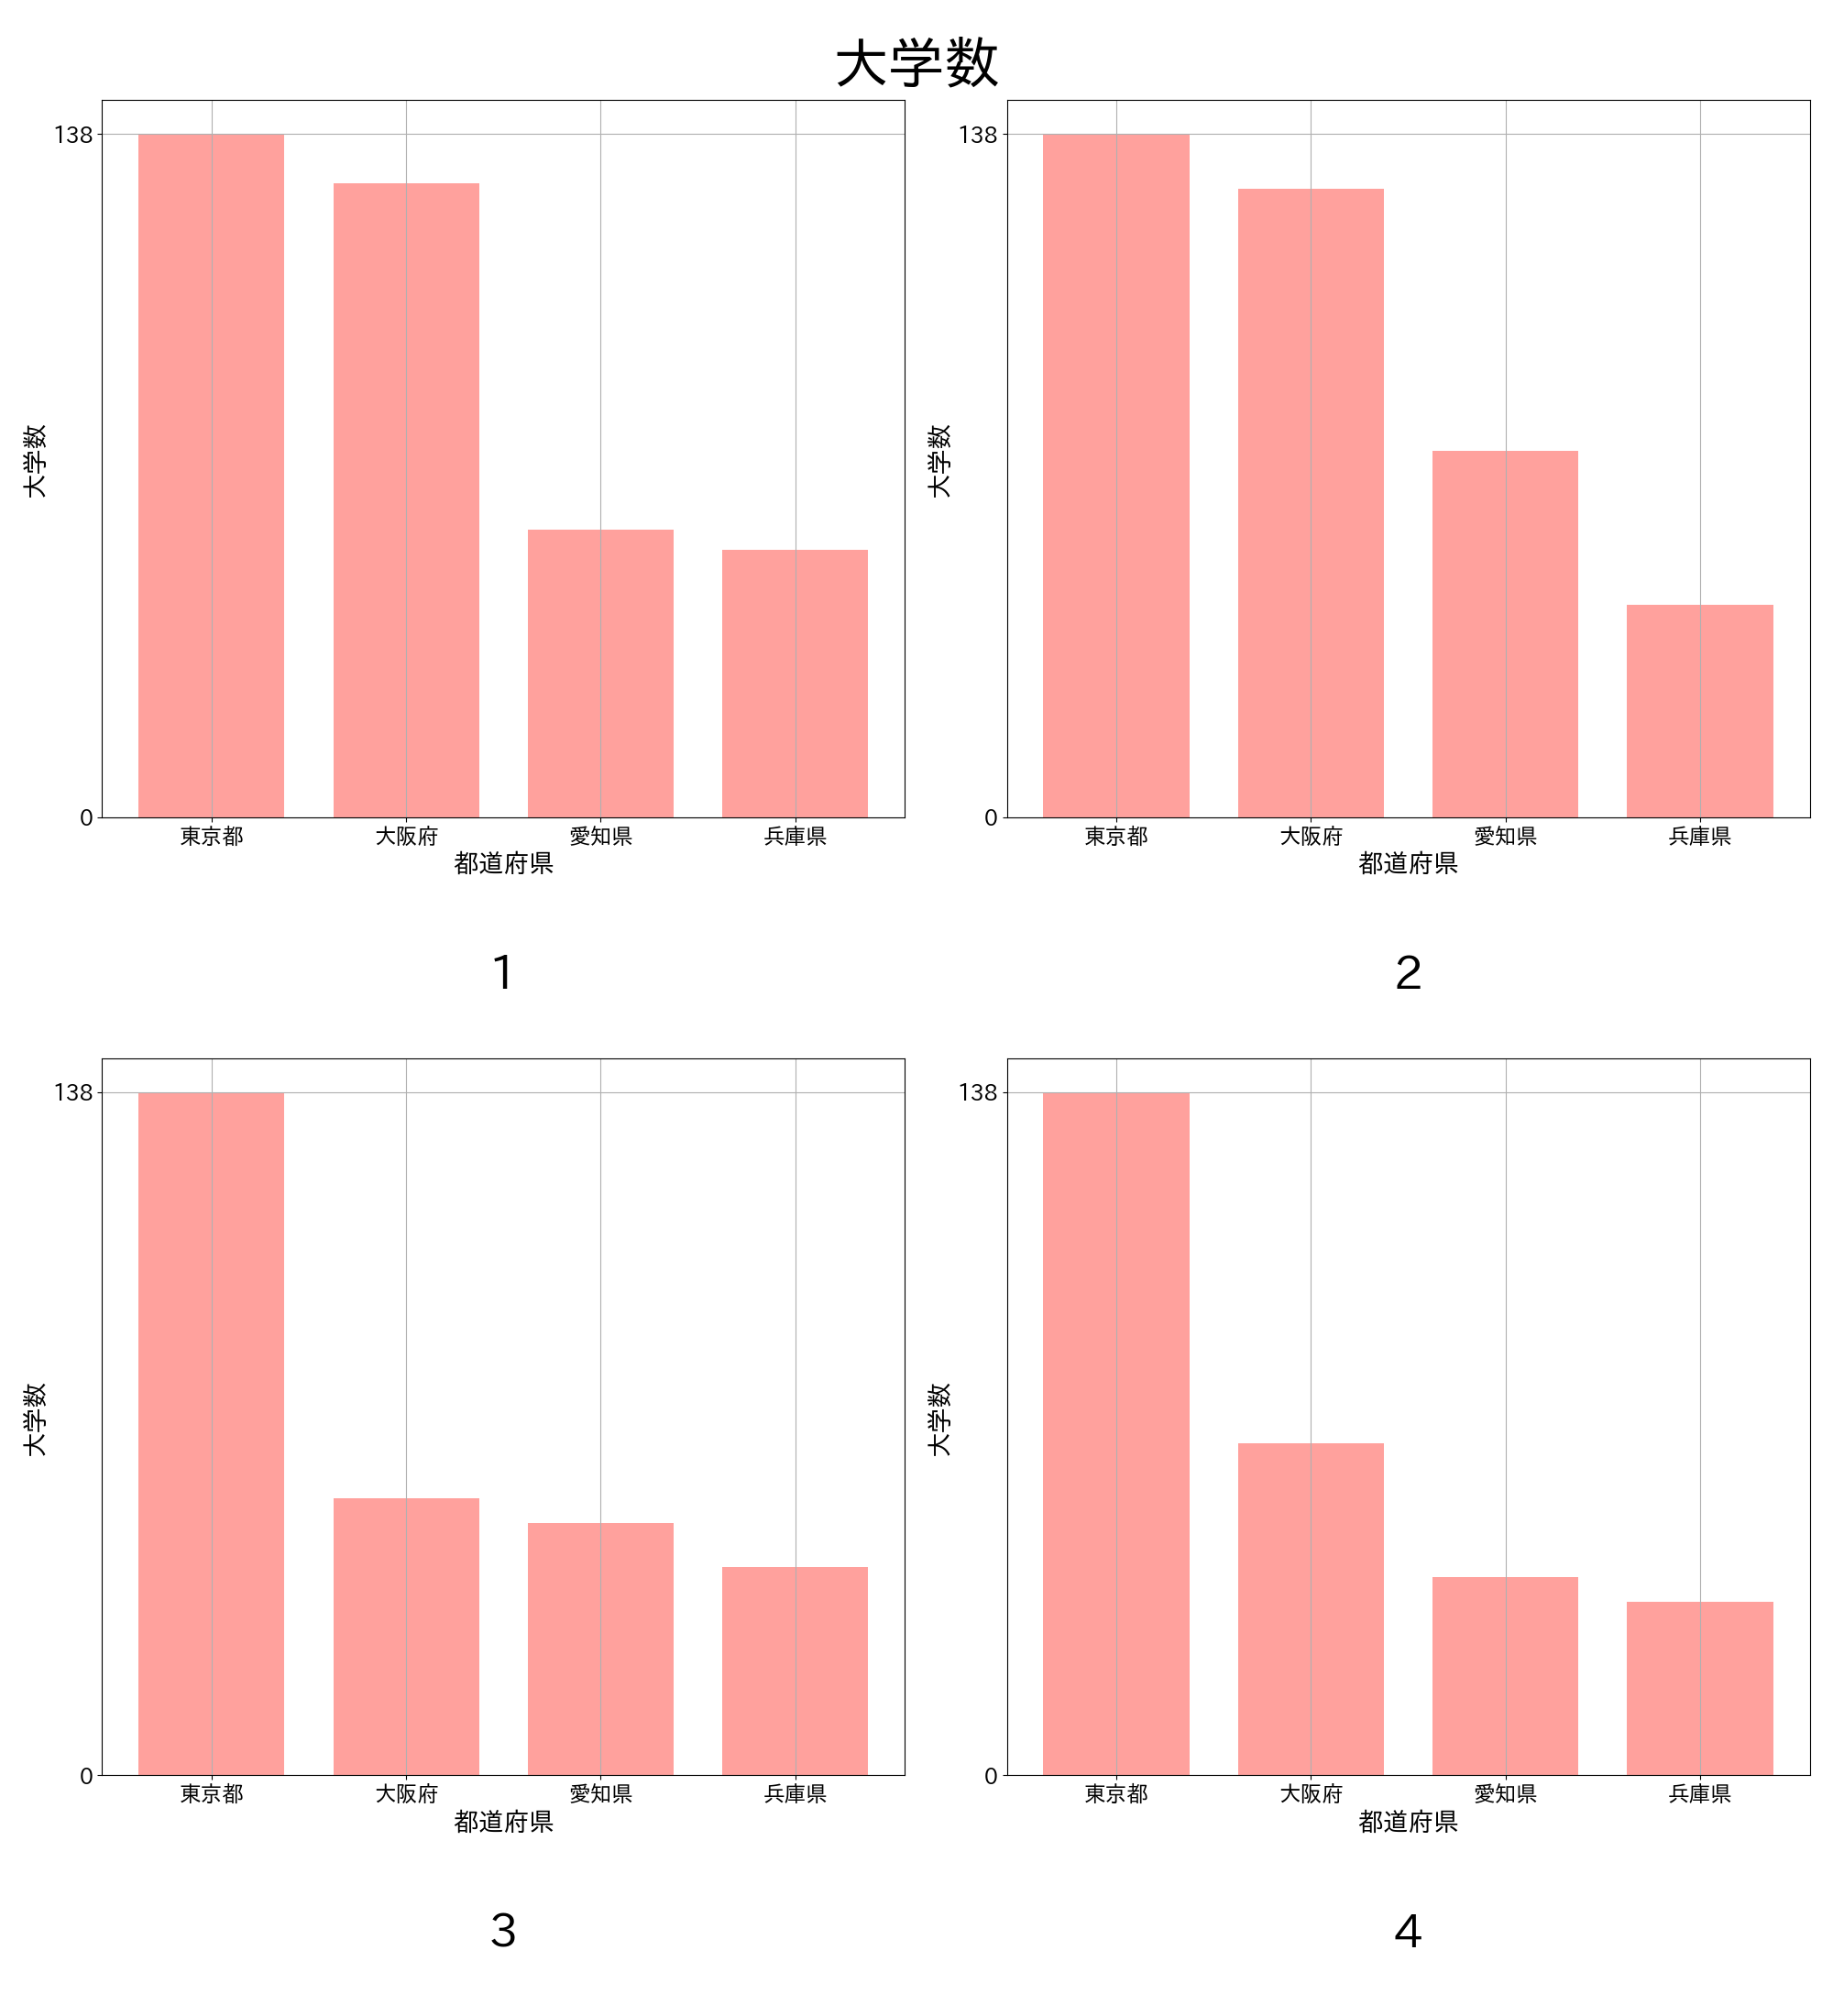 大学数
138
0
大学数
東京都 大阪府 愛知県 兵庫県
都道府県
1
138
0
大学数
東京都 大阪府 愛知県 兵庫県
都道府県
2
138
0
大学数
東京都 大阪府 愛知県 兵庫県
都道府県
3
138
0
大学数
東京都 大阪府 愛知県 兵庫県
都道府県
4